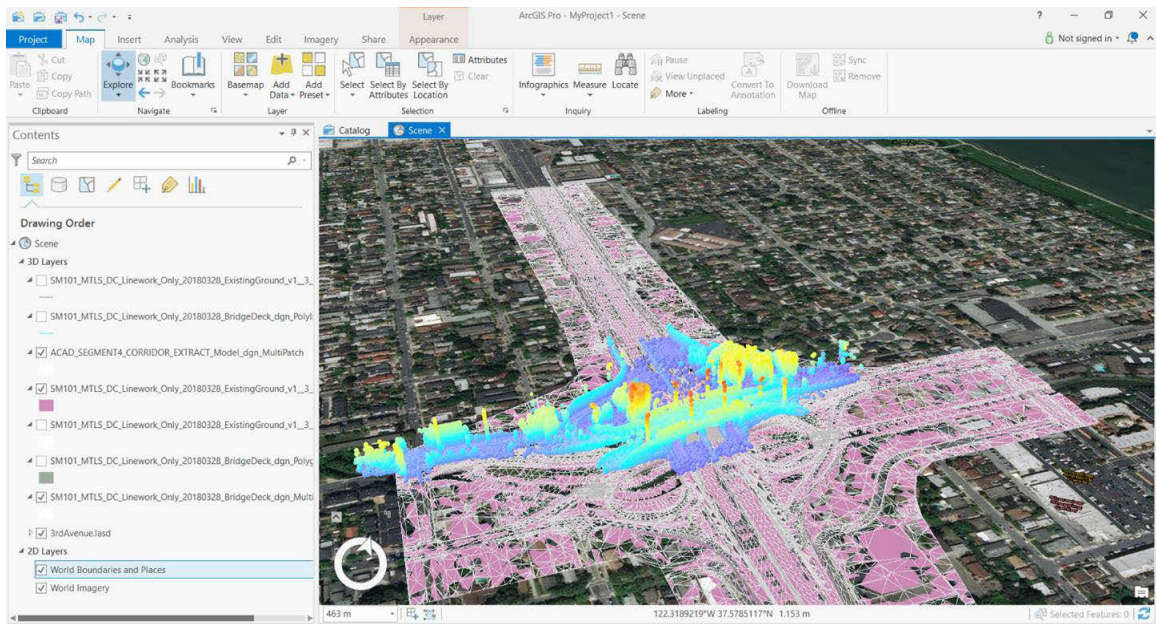 Layer
ArcGIS Pro - MyProject1 - Scene
?
Project
Map
Insert
Analysis
View
Edit
Imagery
Share
Appearance
Not signed in
Paste
Cut
Copy
Copy Path
Clipboard
Explore
Bookmarks
Navigate
Basemap
Add
Data
Add
Preset
Layer
Select
Select By
Attributes
Select By
Location
Attributes
Clear
Selection
Infographics
Measure
Locate
Inquiry
Pause
View Unplaced
More
Convert To
Annotation
Labeling
Download
Map
Sync
Remove
Offline
Contents
Search
Drawing Order
Scene
3D Layers
SM101_MTLS_DC_Linework_Only_20180328_ExistingGround_v1__3_
SM101_MTLS_DC_Linework_Only_20180328_BridgeDeck_dgn_Polyl
ACAD_SEGMENT4_CORRIDOR_EXTRACT_Model_dgn_MultiPatch
SM101_MTLS_DC_Linework_Only_20180328_ExistingGround_v1__3_
SM101_MTLS_DC_Linework_Only_20180328_ExistingGround_v1__3_
SM101_MTLS_DC_Linework_Only_20180328_BridgeDeck_dgn_Polyg
SM101_MTLS_DC_Linework_Only_20180328_BridgeDeck_dgn_Multi
3rdAvenue.lasd
2D Layers
World Boundaries and Places
World Imagery
Catalog
Scene
463 m
122.3189219°W 37.5785117°N
1.153 m
Selected Features: 0